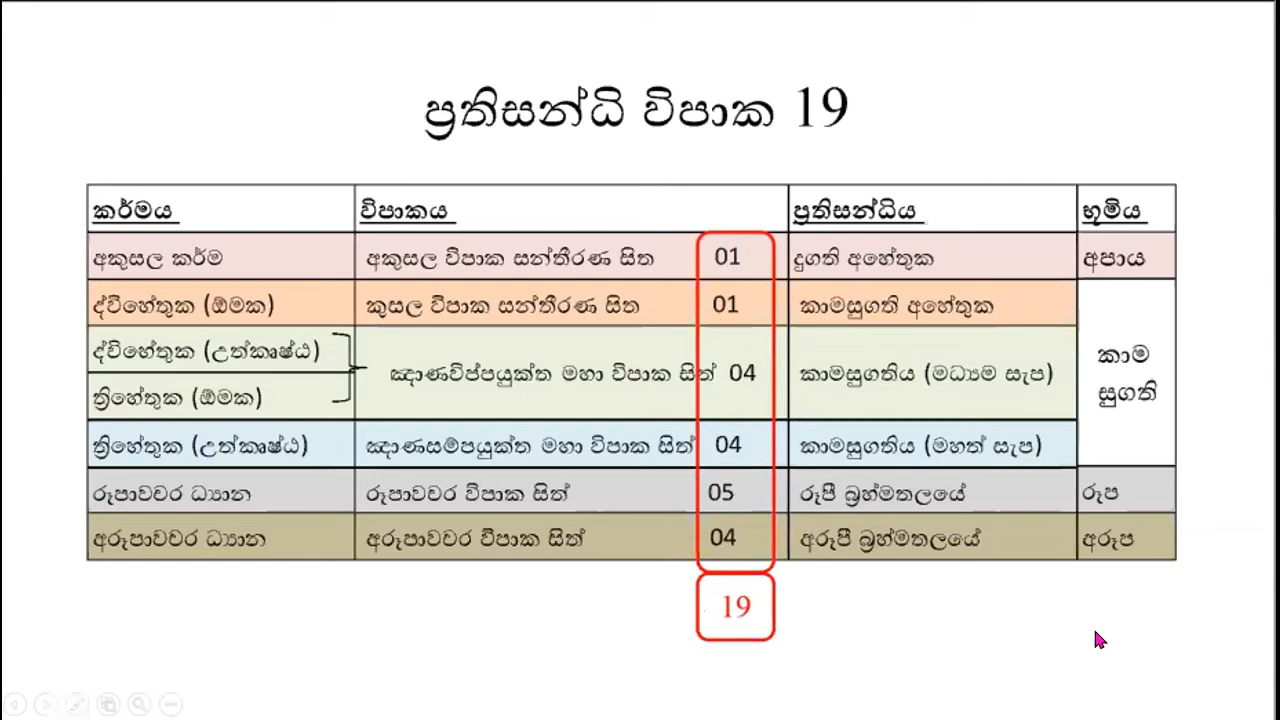 ප්‍රතිසන්ධි විපාක 19
කර්මය විපාකය ප්‍රතිසන්ධිය භූමිය
අකුසල කර්ම අකුසල විපාක සන්තීරණ සිත 01 දුගති අහේතුක අපාය
ද්විහේතුක (ඕමක) කුසල විපාක සන්තීරණ සිත 01 කාමසුගති අහේතුක
ද්විහේතුක (උත්කෘෂ්ඨ)
ත්‍රිහේතුක (ඕමක)
ඤාණවිප්පයුක්ත මහා විපාක සිත් 04 කාමසුගතිය (මධ්‍යම සැප)
කාම
සුගති
ත්‍රිහේතුක (උත්කෘෂ්ඨ) ඤාණසම්පයුක්ත මහා විපාක සිත් 04 කාමසුගතිය (මහත් සැප)
රූපාවචර ධ්‍යාන රූපාවචර විපාක සිත් 05 රූපී බ්‍රහ්මතලයේ රූප
අරූපාවචර ධ්‍යාන අරූපාවචර විපාක සිත් 04 අරූපී බ්‍රහ්මතලයේ අරූප
19